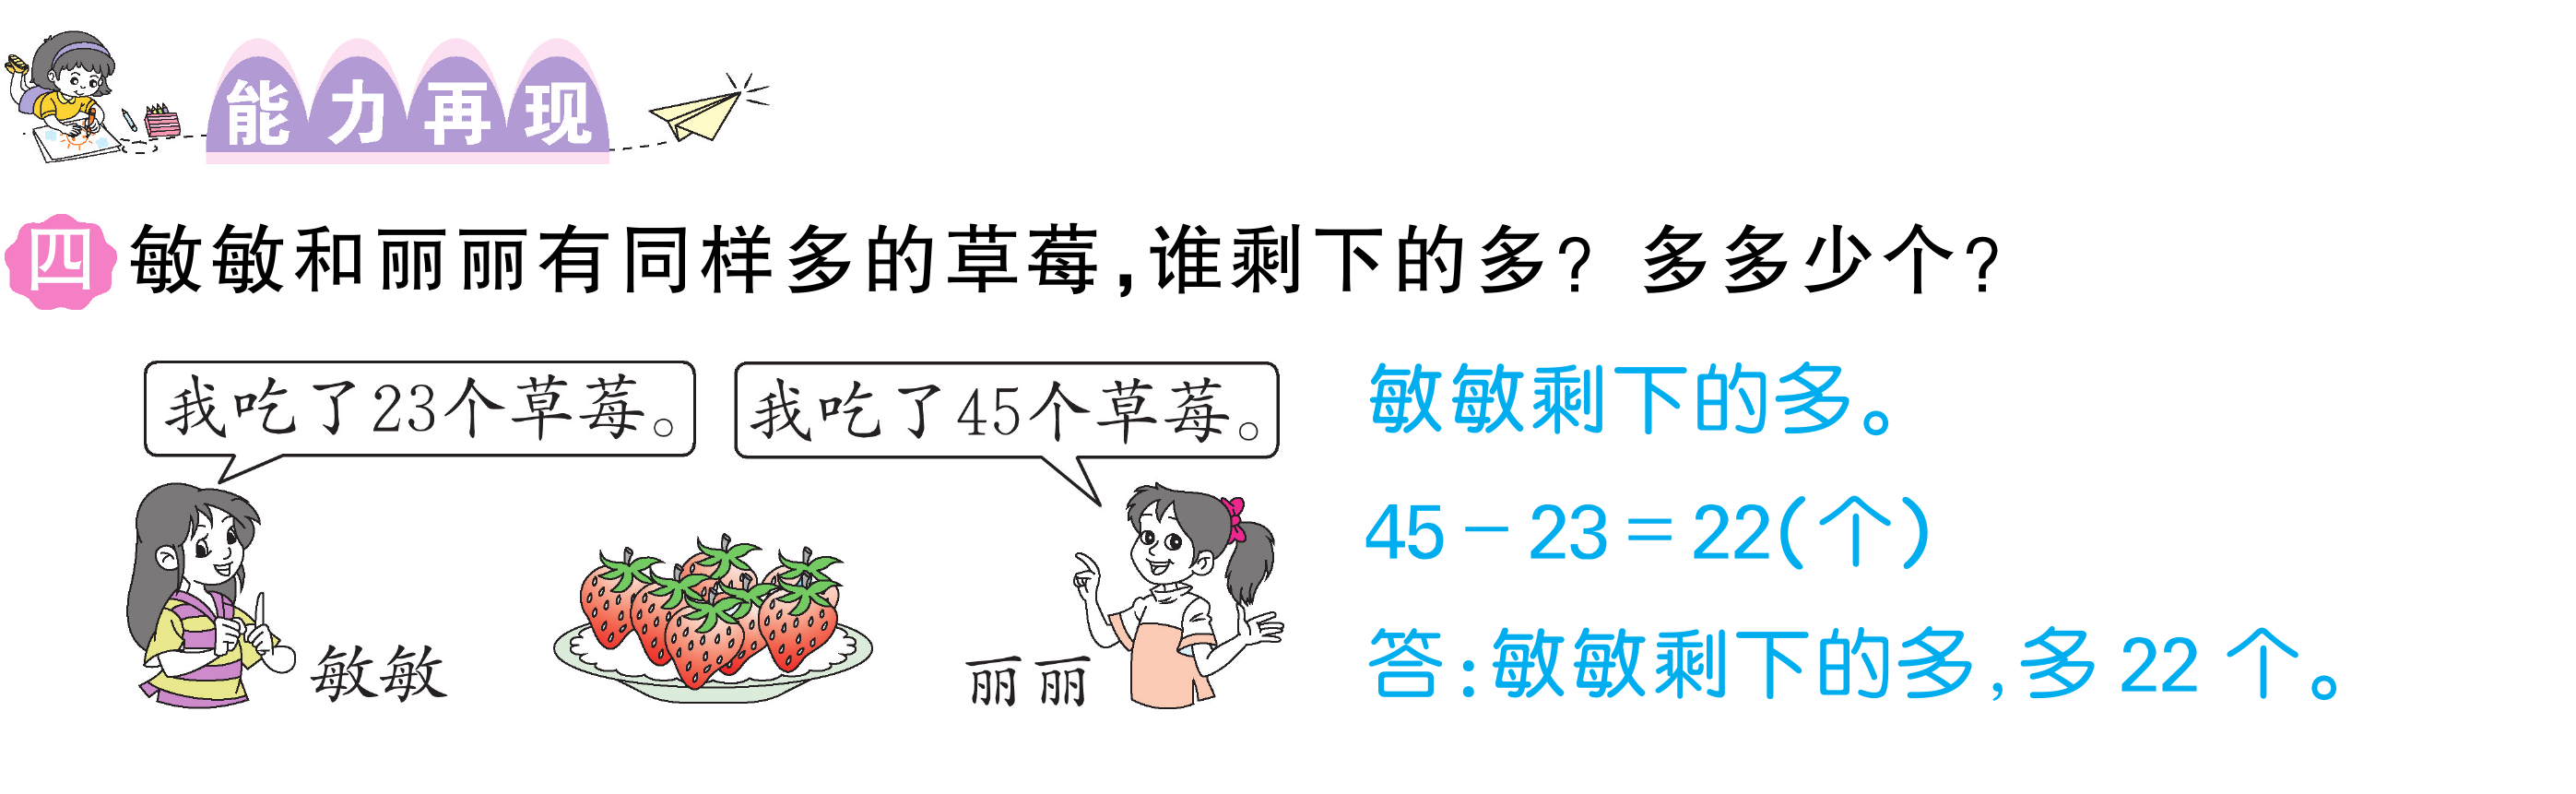 能力再现
四 敏敏和丽丽有同样多的草莓,谁剩下的多? 多多少个?
我吃了23个草莓。
我吃了45个草莓。
敏敏
丽丽
敏敏剩下的多。
45-23=22(个)
答:敏敏剩下的多,多22个。